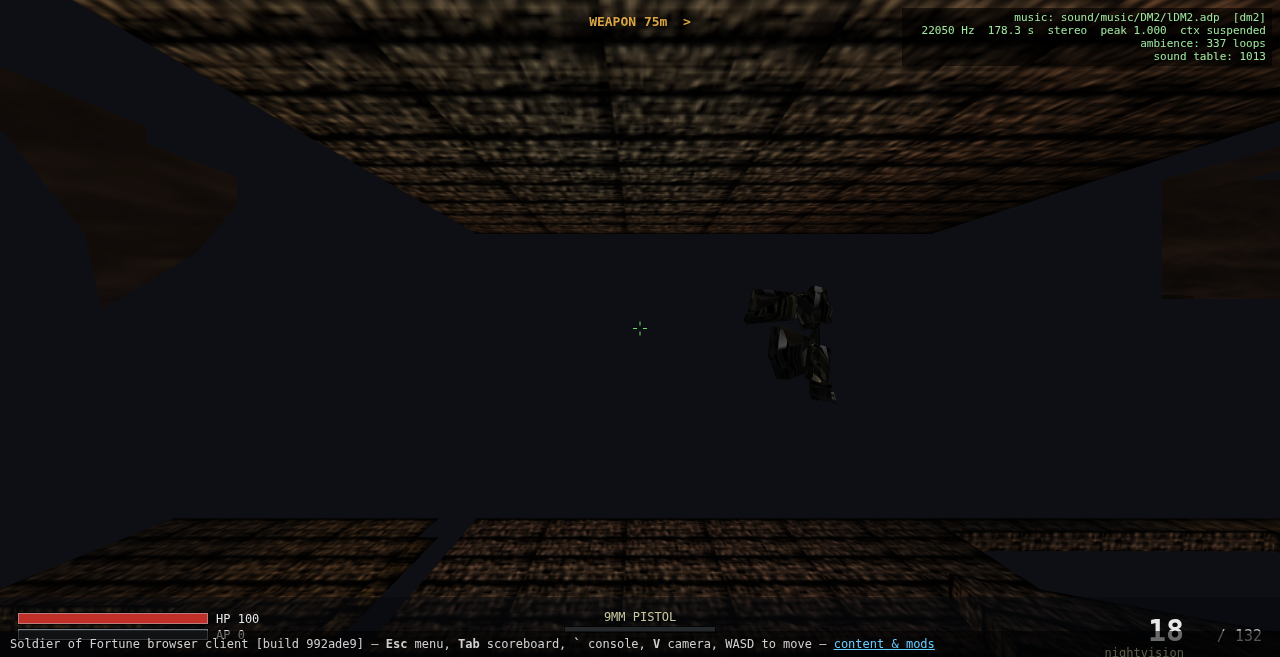 WEAPON 75m >
music: sound/music/DM2/lDM2.adp [dm2]
22050 Hz 178.3 s stereo peak 1.000 ctx suspended
ambience: 337 loops
sound table: 1013
HP 100
AP 0
9MM PISTOL
18 / 132
Soldier of Fortune browser client [build 992ade9] — Esc menu, Tab scoreboard, ` console, V camera, WASD to move — content & mods
nightvision